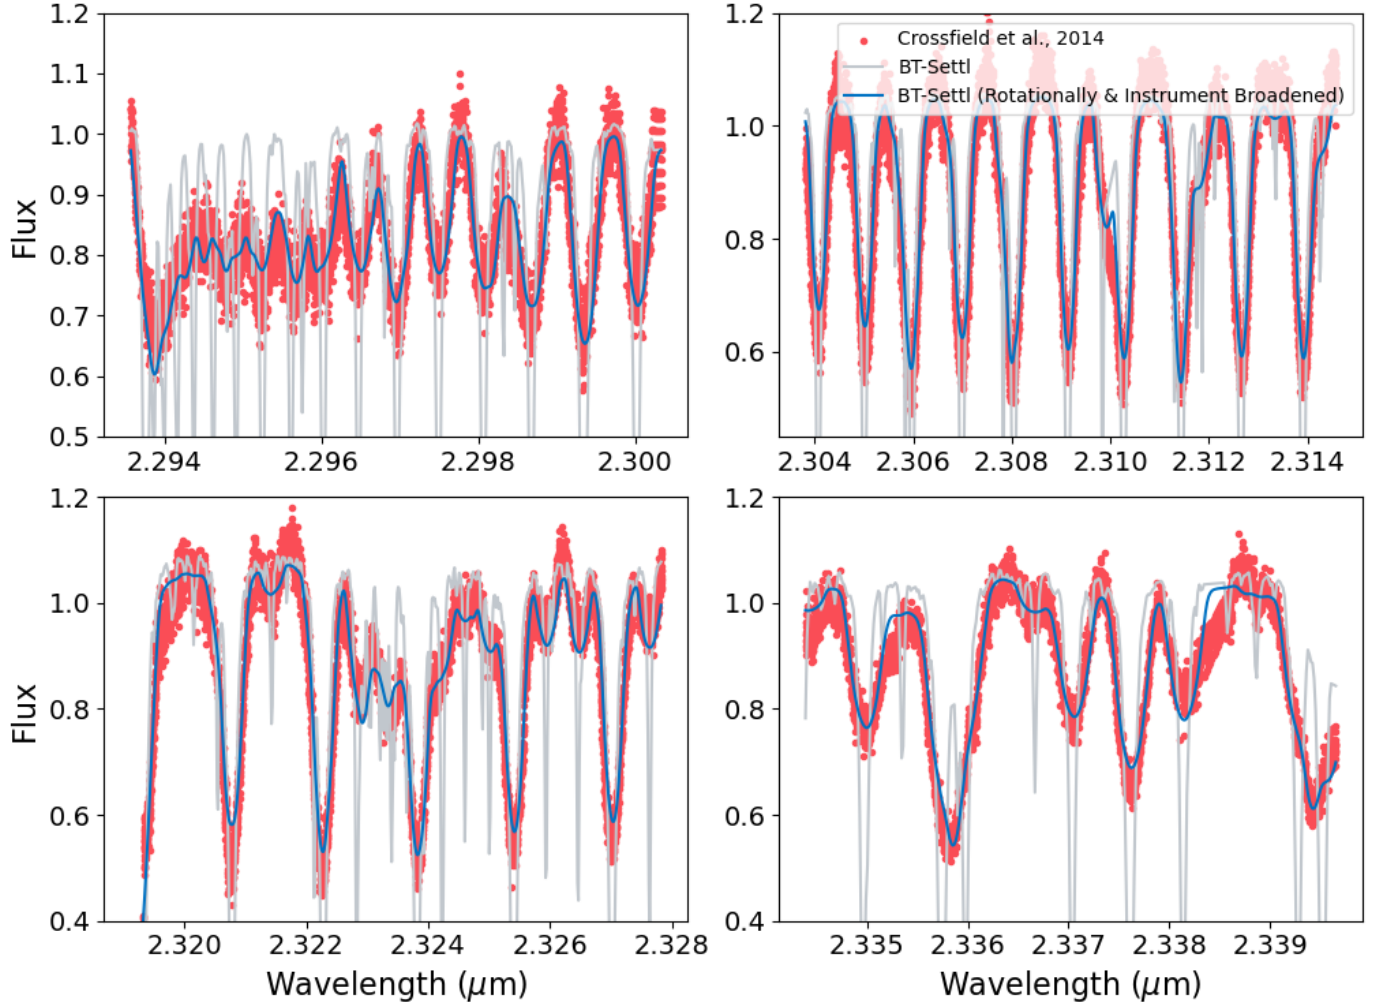 1.2
1.1
1.0
0.9
0.8
0.7
0.6
0.5
Flux
2.294 2.296 2.298 2.300
1.2
1.0
0.8
0.6
Crossfield et al., 2014
BT-Settl
BT-Settl (Rotationally & Instrument Broadened)
2.304 2.306 2.308 2.310 2.312 2.314
1.2
1.0
0.8
0.6
0.4
Flux
2.320 2.322 2.324 2.326 2.328
Wavelength (μm)
1.2
1.0
0.8
0.6
0.4
2.335 2.336 2.337 2.338 2.339
Wavelength (μm)